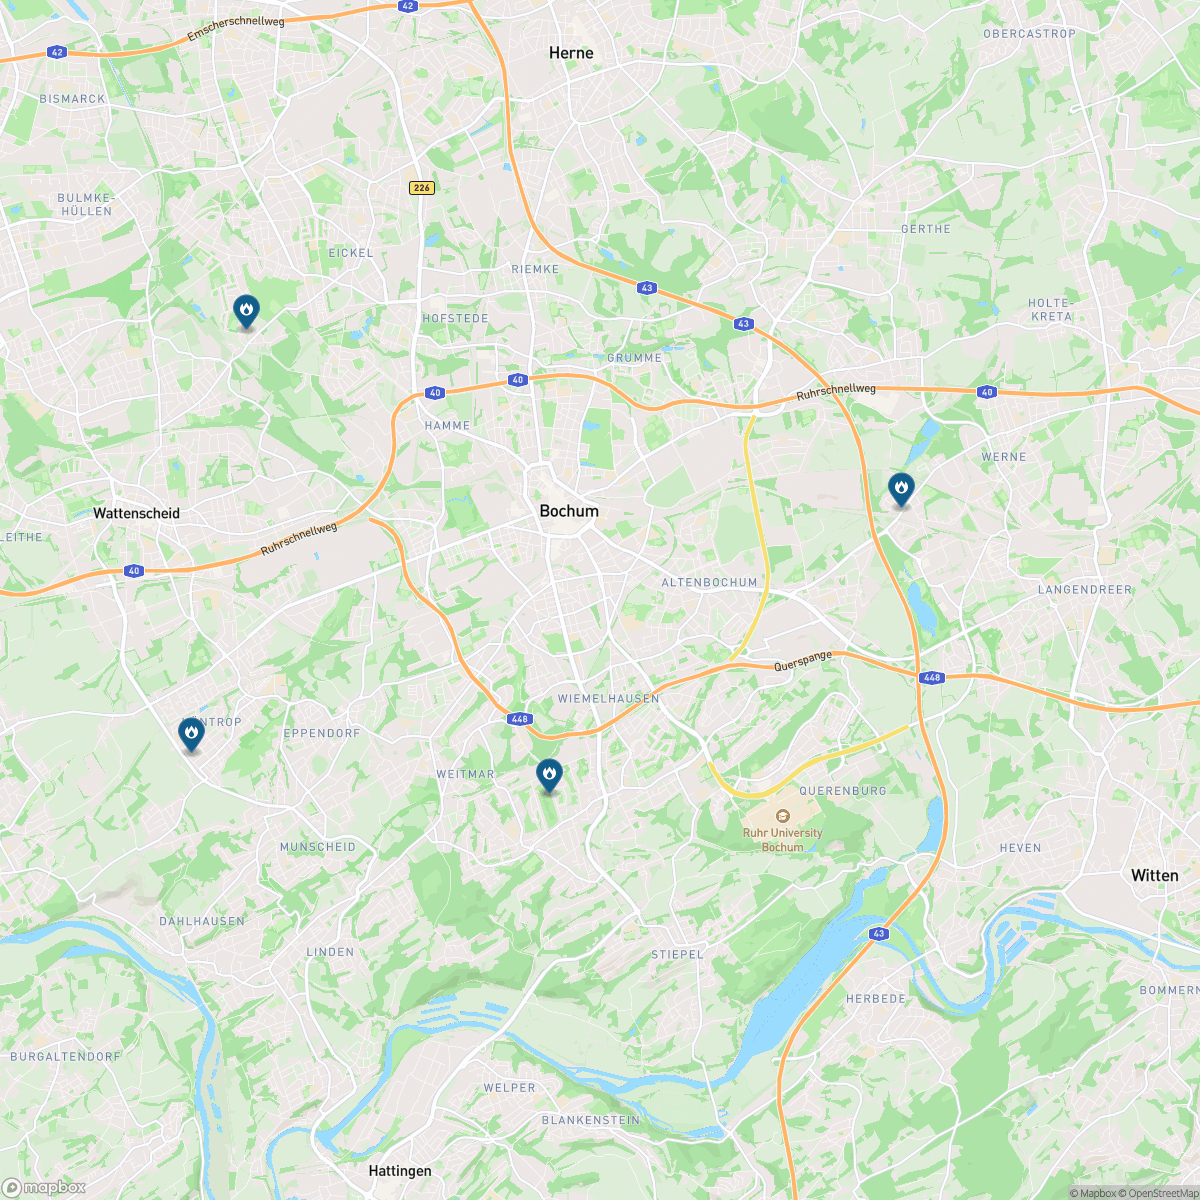 42
Emscherschnellweg
42
Herne
OBERCASTROP
BISMARCK
226
BULMKE-
HÜLLEN
GERTHE
EICKEL
RIEMKE
43
HOLTE-
KRETA
HOFSTEDE
43
GRUMME
40
40
Ruhrschnellweg
40
HAMME
WERNE
Wattenscheid
Bochum
LEITHE
Ruhrschnellweg
40
ALTENBOCHUM
LANGENDREER
Querspange
448
WIEMELHAUSEN
448
NTROP
EPPENDORF
WEITMAR
QUERENBURG
Ruhr University
Bochum
MUNSCHEID
HEVEN
Witten
DAHLHAUSEN
43
LINDEN
STIEPEL
BOMMERN
HERBEDE
BURGALTENDORF
WELPER
BLANKENSTEIN
Hattingen
mapbox
© Mapbox © OpenStreetMap